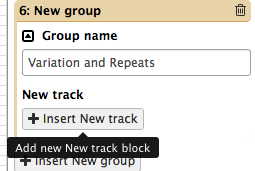 6: New group
Group name
Variation and Repeats
New track
+ Insert New track
Add new New track block
+ Insert New group